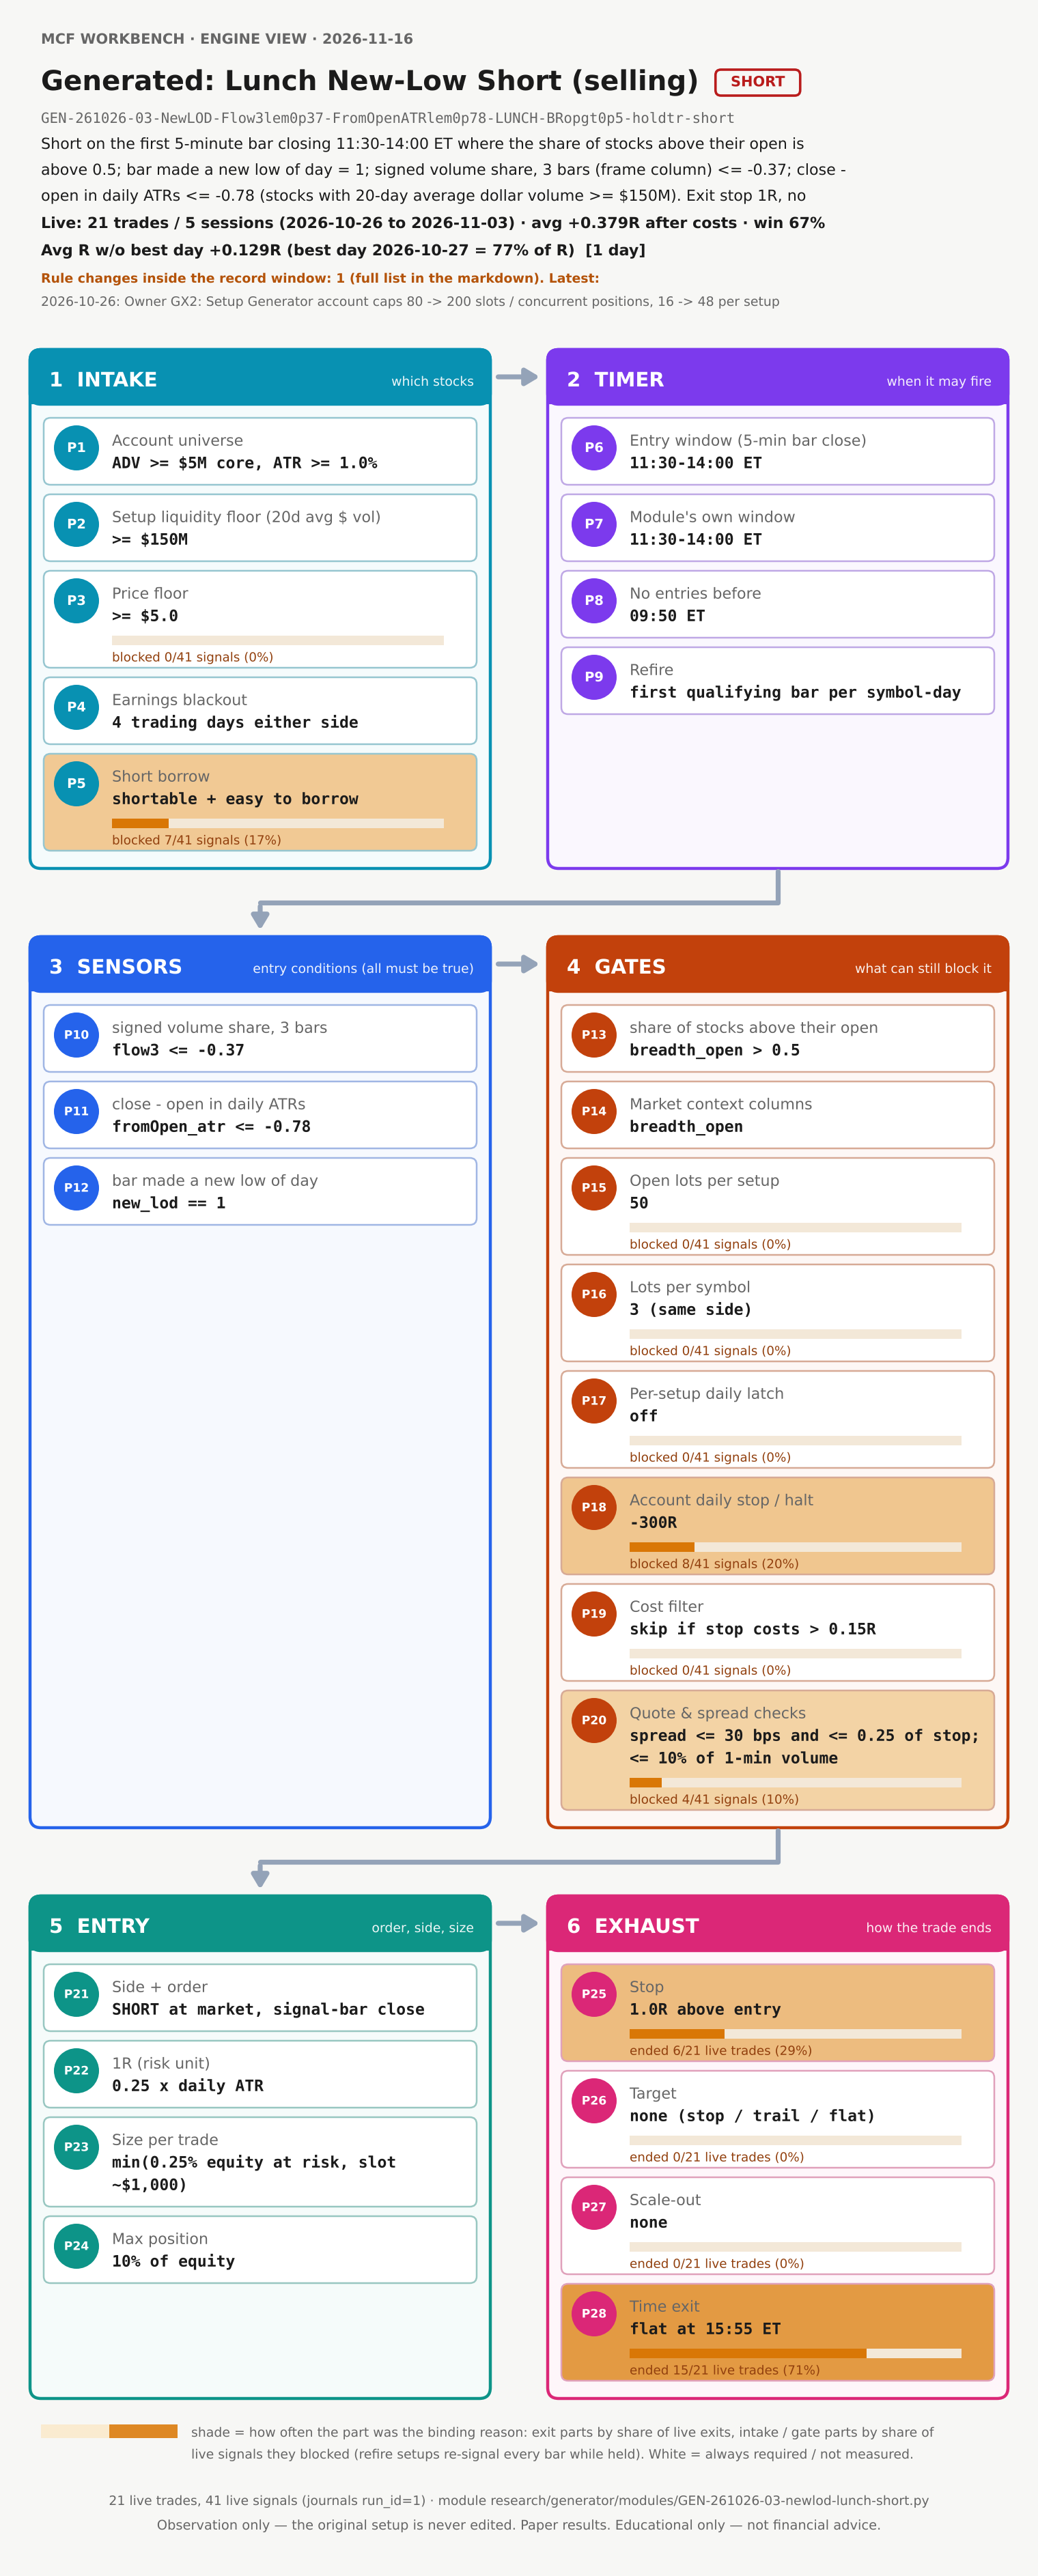 MCF WORKBENCH · ENGINE VIEW · 2026-11-16
Generated: Lunch New-Low Short (selling)
SHORT
GEN-261026-03-NewLOD-Flow3lem0p37-FromOpenATRlem0p78-LUNCH-BRopgt0p5-holdtr-short
Short on the first 5-minute bar closing 11:30-14:00 ET where the share of stocks above their open is
above 0.5; bar made a new low of day = 1; signed volume share, 3 bars (frame column) <= -0.37; close -
open in daily ATRs <= -0.78 (stocks with 20-day average dollar volume >= $150M). Exit stop 1R, no
Live: 21 trades / 5 sessions (2026-10-26 to 2026-11-03) · avg +0.379R after costs · win 67%
Avg R w/o best day +0.129R (best day 2026-10-27 = 77% of R)  [1 day]
Rule changes inside the record window: 1 (full list in the markdown). Latest:
2026-10-26: Owner GX2: Setup Generator account caps 80 -> 200 slots / concurrent positions, 16 -> 48 per setup
1 INTAKE
which stocks
P1
Account universe
ADV >= $5M core, ATR >= 1.0%
P2
Setup liquidity floor (20d avg $ vol)
>= $150M
P3
Price floor
>= $5.0
blocked 0/41 signals (0%)
P4
Earnings blackout
4 trading days either side
P5
Short borrow
shortable + easy to borrow
blocked 7/41 signals (17%)
2 TIMER
when it may fire
P6
Entry window (5-min bar close)
11:30-14:00 ET
P7
Module's own window
11:30-14:00 ET
P8
No entries before
09:50 ET
P9
Refire
first qualifying bar per symbol-day
3 SENSORS
entry conditions (all must be true)
P10
signed volume share, 3 bars
flow3 <= -0.37
P11
close - open in daily ATRs
fromOpen_atr <= -0.78
P12
bar made a new low of day
new_lod == 1
4 GATES
what can still block it
P13
share of stocks above their open
breadth_open > 0.5
P14
Market context columns
breadth_open
P15
Open lots per setup
50
blocked 0/41 signals (0%)
P16
Lots per symbol
3 (same side)
blocked 0/41 signals (0%)
P17
Per-setup daily latch
off
blocked 0/41 signals (0%)
P18
Account daily stop / halt
-300R
blocked 8/41 signals (20%)
P19
Cost filter
skip if stop costs > 0.15R
blocked 0/41 signals (0%)
P20
Quote & spread checks
spread <= 30 bps and <= 0.25 of stop;
<= 10% of 1-min volume
blocked 4/41 signals (10%)
5 ENTRY
order, side, size
P21
Side + order
SHORT at market, signal-bar close
P22
1R (risk unit)
0.25 x daily ATR
P23
Size per trade
min(0.25% equity at risk, slot
~$1,000)
P24
Max position
10% of equity
6 EXHAUST
how the trade ends
P25
Stop
1.0R above entry
ended 6/21 live trades (29%)
P26
Target
none (stop / trail / flat)
ended 0/21 live trades (0%)
P27
Scale-out
none
ended 0/21 live trades (0%)
P28
Time exit
flat at 15:55 ET
ended 15/21 live trades (71%)
shade = how often the part was the binding reason: exit parts by share of live exits, intake / gate parts by share of
live signals they blocked (refire setups re-signal every bar while held). White = always required / not measured.
21 live trades, 41 live signals (journals run_id=1) · module research/generator/modules/GEN-261026-03-newlod-lunch-short.py
Observation only — the original setup is never edited. Paper results. Educational only — not financial advice.